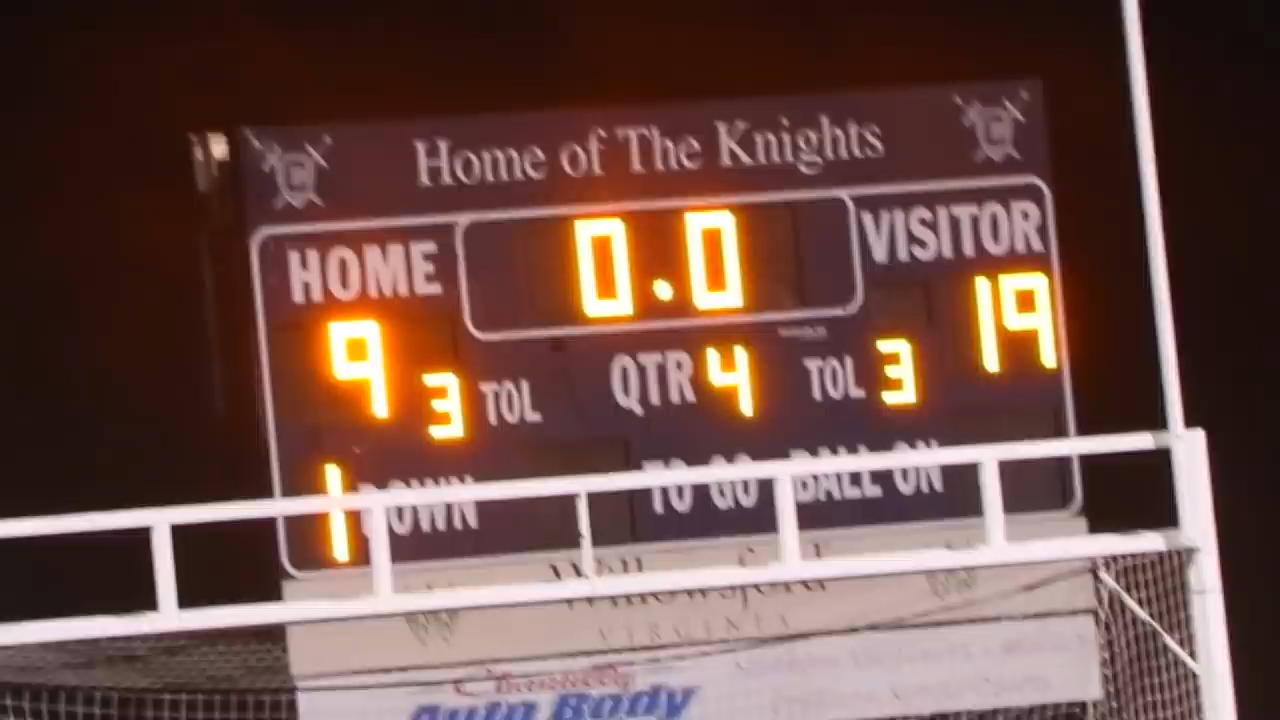 Home of The Knights
C C
HOME 0.0 VISITOR
9 3 TOL QTR 4 TOL 3 19
1 DOWN TO GO BALL ON
Willowsford
VIRGINIA
Auto Body